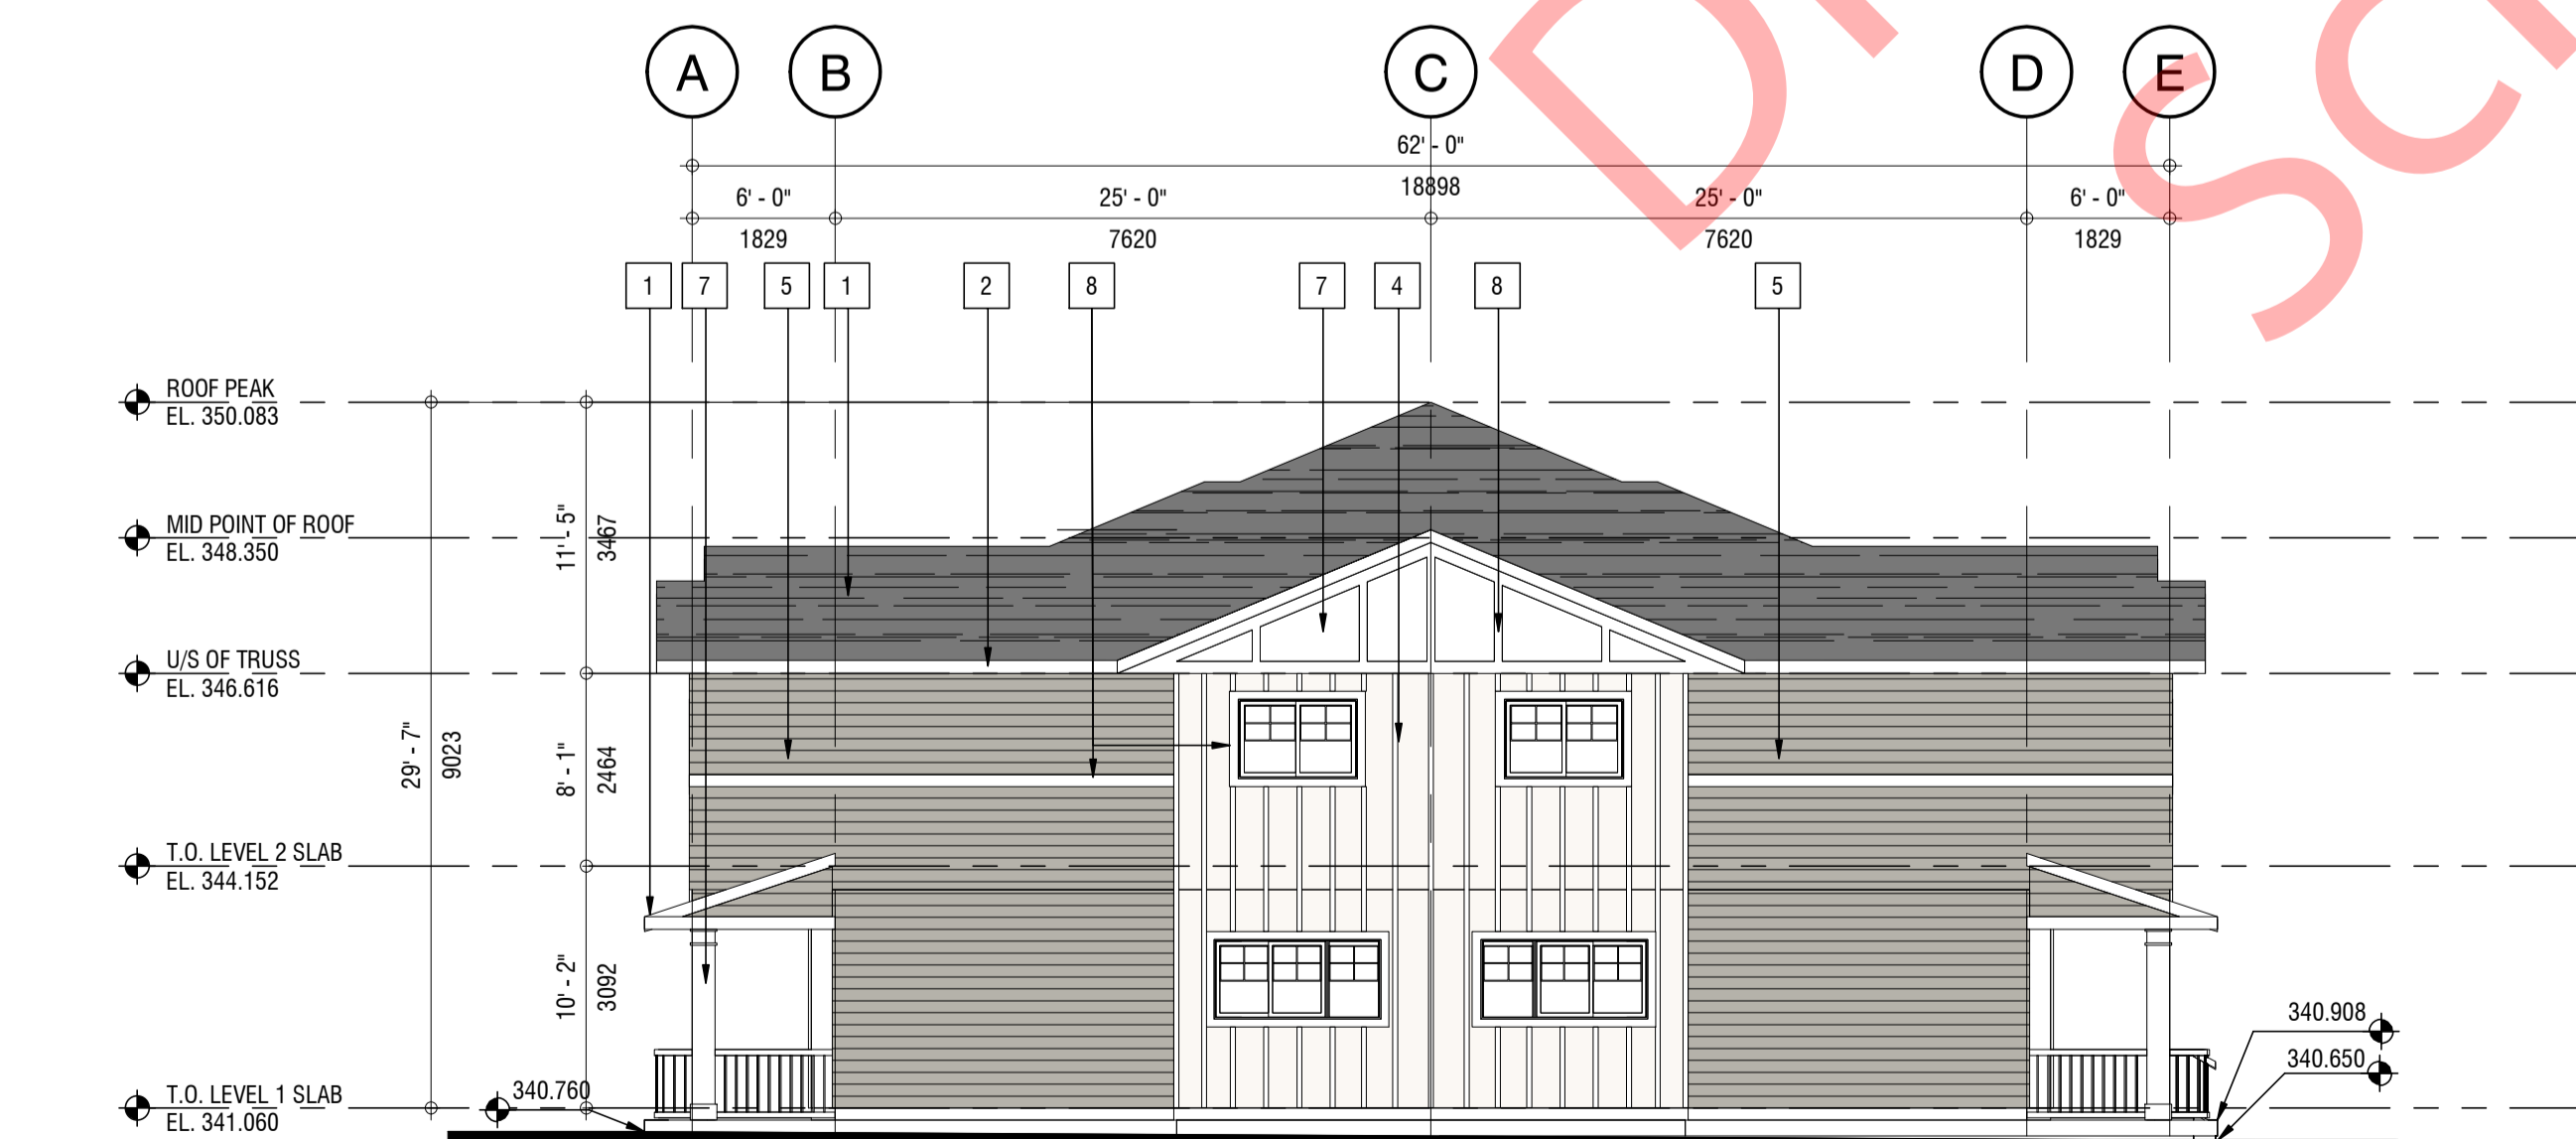 A B C D E
62' - 0"
18898
6' - 0" 25' - 0" 25' - 0" 6' - 0"
1829 7620 7620 1829
1 7 5 1 2 8 7 4 8 5
ROOF PEAK
EL. 350.083
MID POINT OF ROOF
EL. 348.350
11' - 5"
3467
U/S OF TRUSS
EL. 346.616
29' - 7"
9023
8' - 1"
2464
T.O. LEVEL 2 SLAB
EL. 344.152
10' - 2"
3092
340.908
340.650
T.O. LEVEL 1 SLAB
EL. 341.060
340.760